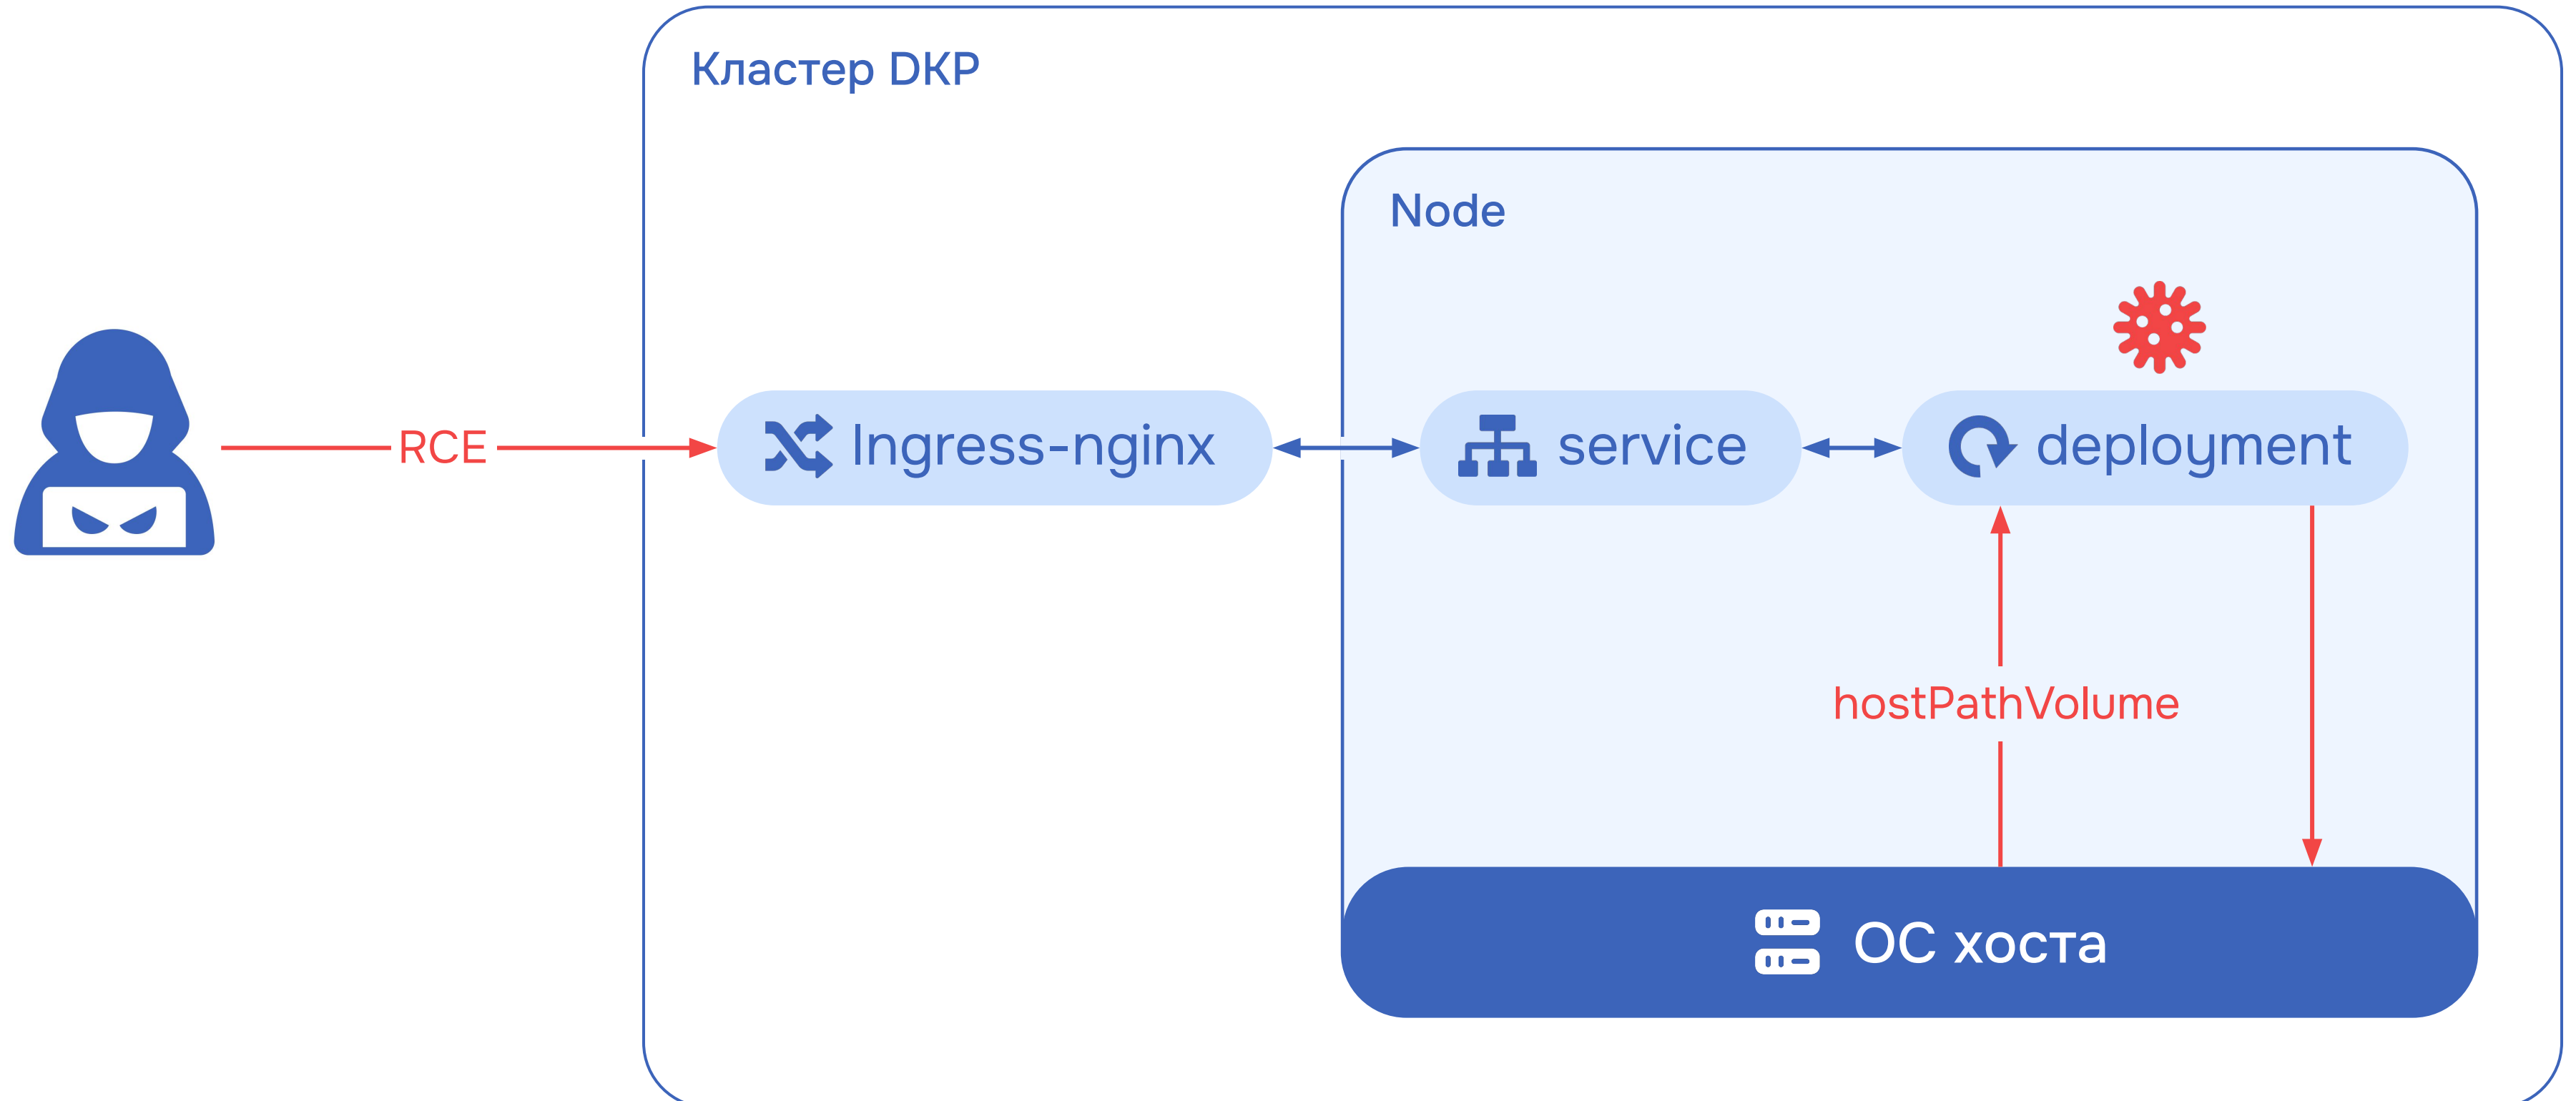 Кластер DKP
Node
RCE
Ingress-nginx
service
deployment
hostPathVolume
ОС хоста